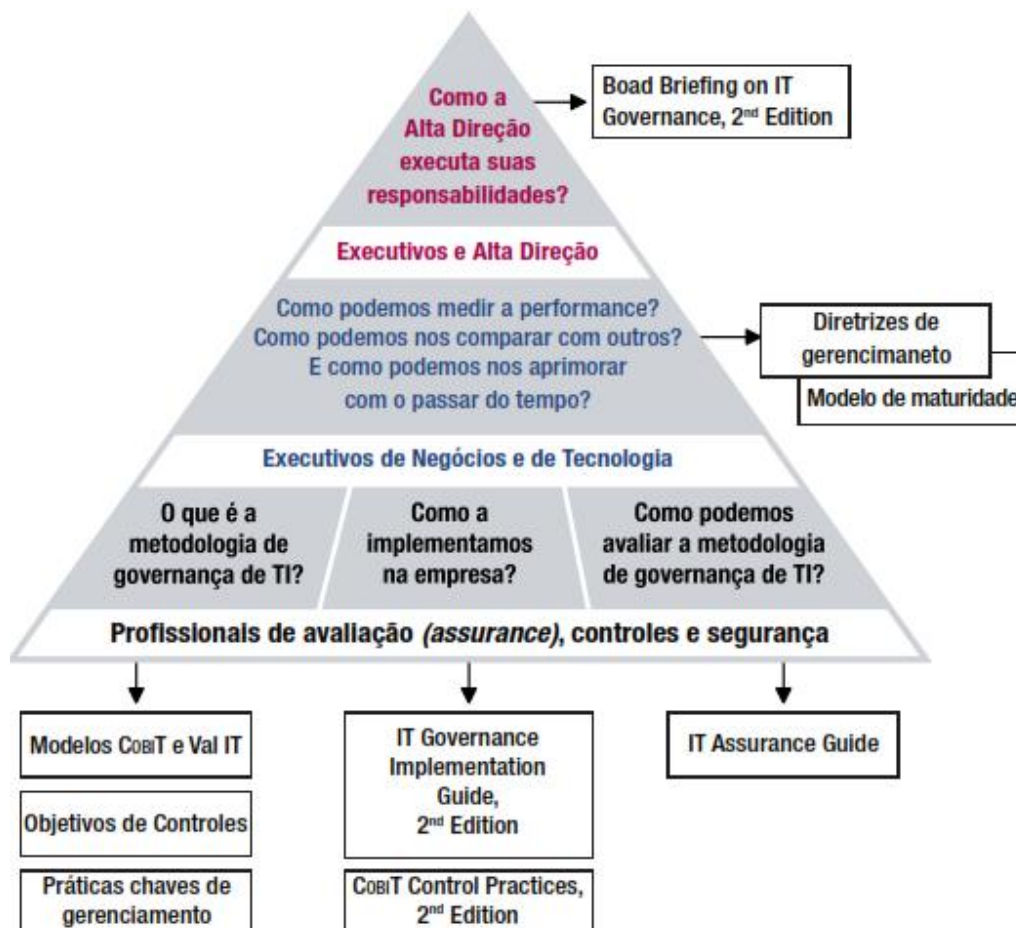 Como a
Alta Direção
executa suas
responsabilidades?
Boad Briefing on IT
Governance, 2nd Edition
Executivos e Alta Direção
Como podemos medir a performance?
Como podemos nos comparar com outros?
E como podemos nos aprimorar
com o passar do tempo?
Diretrizes de
gerencimaneto
Modelo de maturidade
Executivos de Negócios e de Tecnologia
O que é a
metodologia de
governança de TI?
Como a
implementamos
na empresa?
Como podemos
avaliar a metodologia
de governança de TI?
Profissionais de avaliação (assurance), controles e segurança
Modelos COBIT e Val IT
Objetivos de Controles
Práticas chaves de
gerenciamento
IT Governance
Implementation
Guide,
2nd Edition
COBIT Control Practices,
2nd Edition
IT Assurance Guide